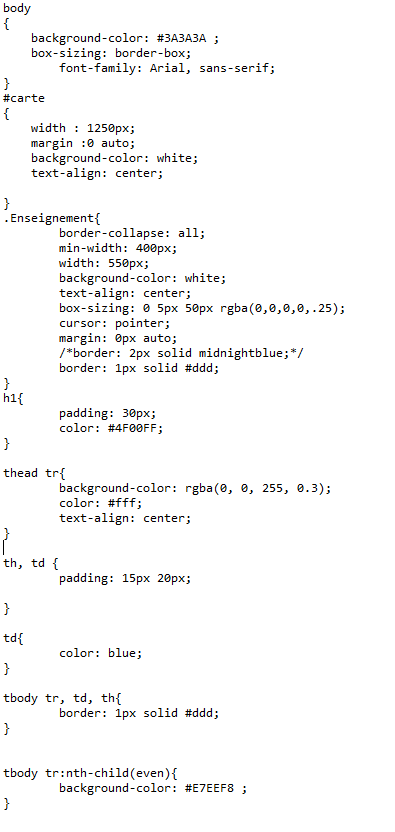 body
{
    background-color: #3A3A3A ;
    box-sizing: border-box;
        font-family: Arial, sans-serif;
}
#carte
{
    width : 1250px;
    margin :0 auto;
    background-color: white;
    text-align: center;

}
.Enseignement{
        border-collapse: all;
        min-width: 400px;
        width: 550px;
        background-color: white;
        text-align: center;
        box-sizing: 0 5px 50px rgba(0,0,0,0,.25);
        cursor: pointer;
        margin: 0px auto;
        /*border: 2px solid midnightblue;*/
        border: 1px solid #ddd;
}
h1{
        padding: 30px;
        color: #4F00FF;
}

thead tr{
        background-color: rgba(0, 0, 255, 0.3);
        color: #fff;
        text-align: center;
}

th, td {
        padding: 15px 20px;

}

td{
        color: blue;
}

tbody tr, td, th{
        border: 1px solid #ddd;
}


tbody tr:nth-child(even){
        background-color: #E7EEF8 ;
}